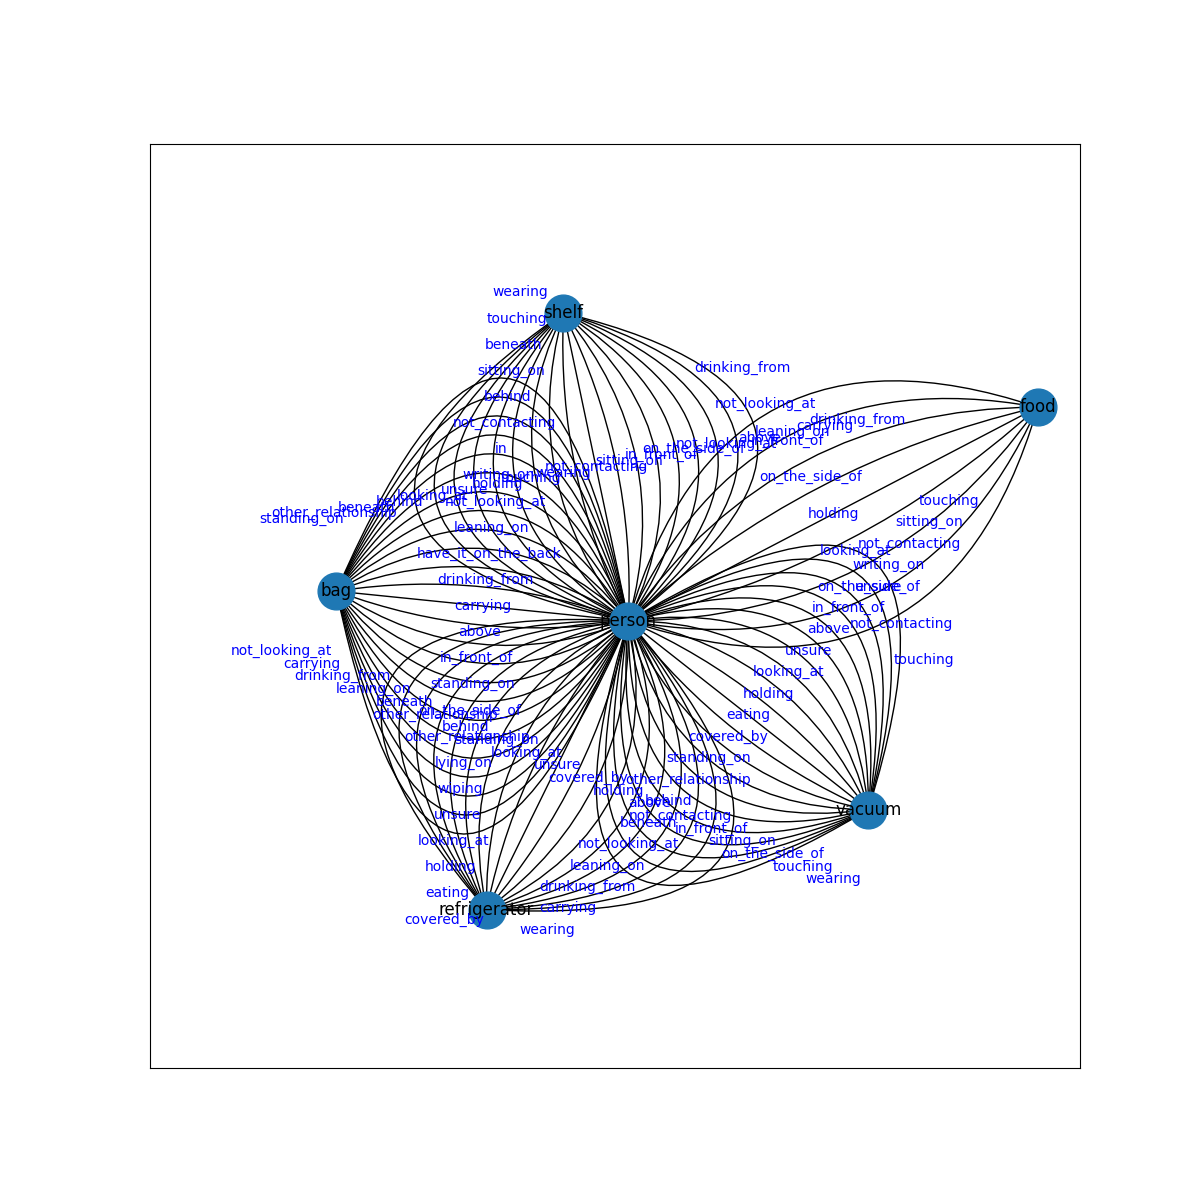 wearing
shelf
touching
beneath
drinking_from
sitting_on
behind
not_looking_at
food
drinking_from
not_contacting
carrying
leaning_on
above
in_front_of
not_looking_at
on_the_side_of
in
in_front_of
sitting_on
not_contacting
wearing
touching
writing_on
holding
on_the_side_of
unsure
looking_at
behind
not_looking_at
touching
beneath
other_relationship
standing_on
holding
sitting_on
leaning_on
not_contacting
looking_at
have_it_on_the_back
writing_on
drinking_from
on_the_side_of
unsure
bag
carrying
in_front_of
person
not_contacting
above
above
not_looking_at
unsure
in_front_of
touching
carrying
looking_at
drinking_from
standing_on
leaning_on
holding
beneath
on_the_side_of
other_relationship
eating
behind
other_relationship
standing_on
covered_by
looking_at
standing_on
lying_on
unsure
covered_by
other_relationship
wiping
holding
above
behind
vacuum
unsure
not_contacting
beneath
in_front_of
looking_at
not_looking_at
sitting_on
on_the_side_of
holding
leaning_on
touching
wearing
eating
drinking_from
refrigerator
carrying
covered_by
wearing